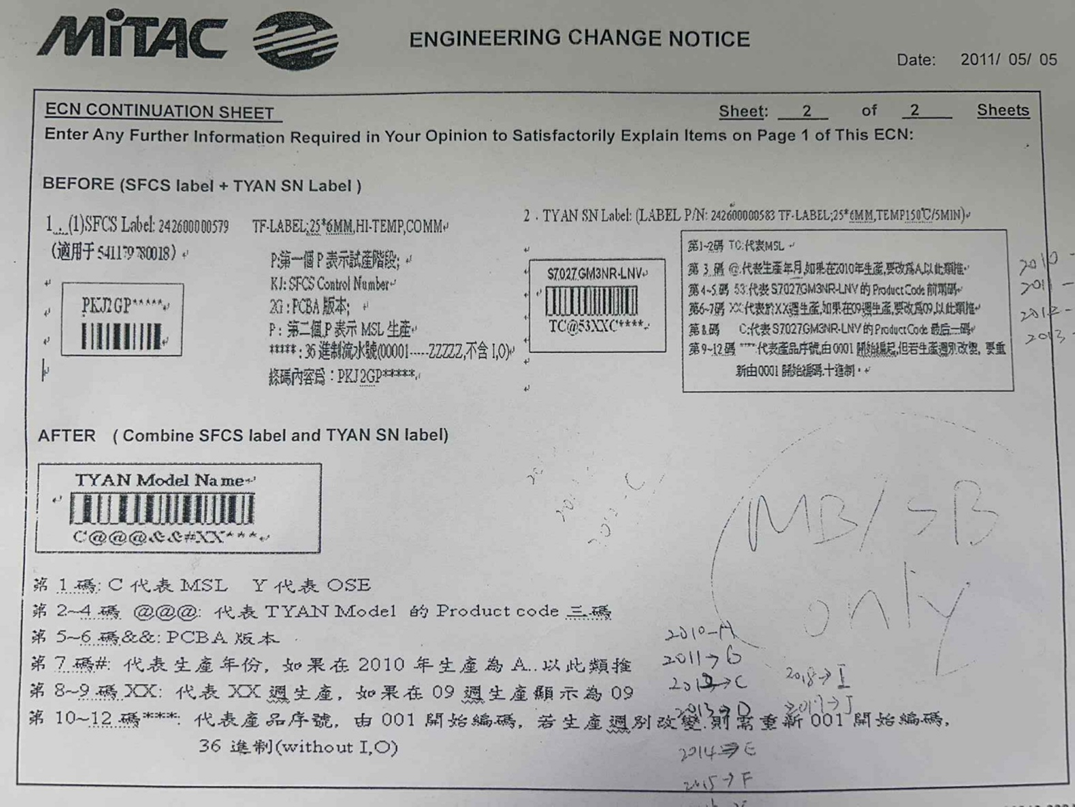 MiTAC
ENGINEERING CHANGE NOTICE
Date: 2011/ 05/ 05
ECN CONTINUATION SHEET Sheet: 2 of 2 Sheets
Enter Any Further Information Required in Your Opinion to Satisfactorily Explain Items on Page 1 of This ECN:
BEFORE (SFCS label + TYAN SN Label )
1...(1)SFCS Label: 242600000579 TF-LABEL;25*6MM,HI-TEMP,COMM
PKJ2GP*****
P:第一個P表示試產階段;
KJ: SFCS Control Number
2G : PCBA 版本;
P : 第二個P表示 MSL 生產
*****: 36 進制流水號(00001-----ZZZZZ,不含 I,O)
條碼內容為 : PKJ2GP*****
2 . TYAN SN Label: (LABEL P/N: 242600000583 TF-LABEL;25*6MM,TEMP150℃/5MIN)
S7027GM3NR-LNV
TC@53XXC****
第1~2碼 TC:代表MSL
第 3 碼 @:代表生產年月,如果在2010年生產,要改為A以此類推
第4~5 碼 53:代表 S7027GM3NR-LNV 的 Product Code 前兩碼
第6~7碼 XX:代表於XX週生產,如果在09週生產,要改為09,以此類推
第8碼 C:代表 S7027GM3NR-LNV 的 Product Code 最后一碼
第9~12碼 ****代表產品序號,由 0001 開始編起,但若生產週別改變, 要重
新由0001 開始編碼.十進制。
2010-
2011-
2012-
2013-
AFTER ( Combine SFCS label and TYAN SN label)
TYAN Model Name
C@@@&&#XX***
MB/SB
only
第 1 碼: C 代表 MSL Y 代表 OSE
第 2~4 碼 @@@: 代表 TYAN Model 的 Product code 三碼
第 5~6 碼&&: PCBA 版本
第 7 碼#: 代表生產年份, 如果在 2010 年生產為 A..以此類推
第 8~9 碼 XX: 代表 XX 週生產, 如果在 09 週生產顯示為 09
第 10~12 碼***: 代表產品序號, 由 001 開始編碼, 若生產週別改變,則需重新 001 開始編碼,
36 進制(without I,O)
2010-A
2011→B
2012→C
2013→D
2014→E
2015→F
2018→I
2019→J